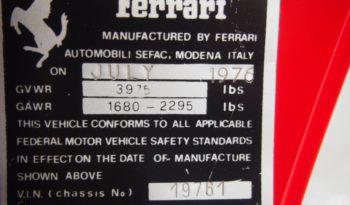 Ferrari
MANUFACTURED BY FERRARI
AUTOMOBILI SEFAC, MODENA ITALY
ON JULY 1976
GVWR 3975 lbs
GAWR 1680-2295 lbs
THIS VEHICLE CONFORMS TO ALL APPLICABLE
FEDERAL MOTOR VEHICLE SAFETY STANDARDS
IN EFFECT ON THE DATE OF MANUFACTURE
SHOWN ABOVE
V.I.N. (chassis No) 19761